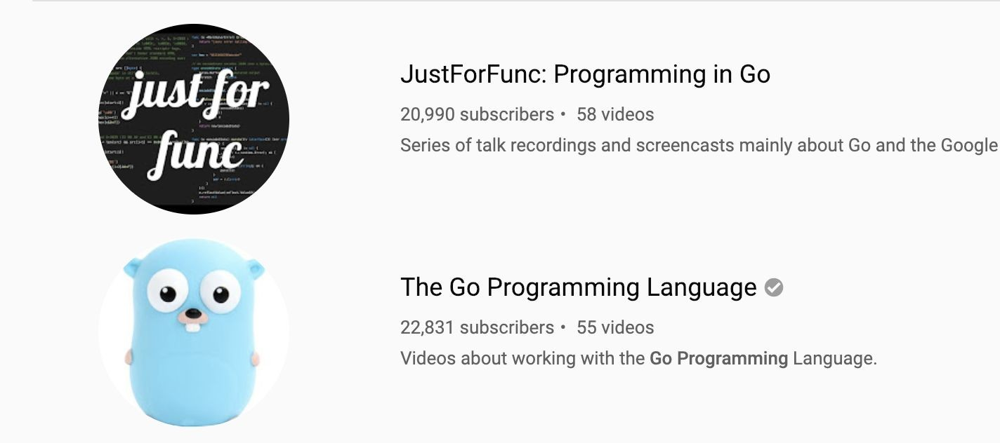 just for
func
JustForFunc: Programming in Go
20,990 subscribers • 58 videos
Series of talk recordings and screencasts mainly about Go and the Google
The Go Programming Language
22,831 subscribers • 55 videos
Videos about working with the Go Programming Language.